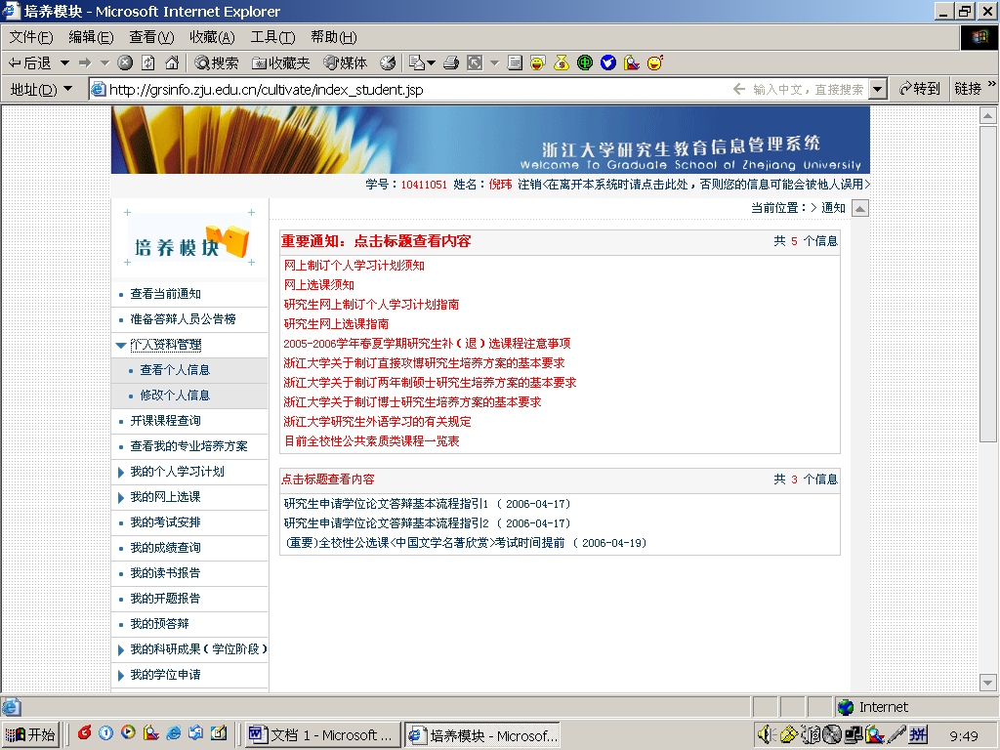 培养模块 - Microsoft Internet Explorer
文件(F) 编辑(E) 查看(V) 收藏(A) 工具(T) 帮助(H)
后退 搜索 收藏夹 媒体
地址(D) http://grsinfo.zju.edu.cn/cultivate/index_student.jsp 输入中文，直接搜索 转到 链接 »
浙江大学研究生教育信息管理系统
Welcome To Graduate School of Zhejiang University
学号：10411051 姓名：倪玮 注销<在离开本系统时请点击此处，否则您的信息可能会被他人误用>
当前位置：> 通知
培养模块
查看当前通知
准备答辩人员公告榜
个人资料管理
查看个人信息
修改个人信息
开课课程查询
查看我的专业培养方案
我的个人学习计划
我的网上选课
我的考试安排
我的成绩查询
我的读书报告
我的开题报告
我的预答辩
我的科研成果（学位阶段）
我的学位申请
重要通知：点击标题查看内容 共 5 个信息
网上制订个人学习计划须知
网上选课须知
研究生网上制订个人学习计划指南
研究生网上选课指南
2005-2006学年春夏学期研究生补（退）选课程注意事项
浙江大学关于制订直接攻博研究生培养方案的基本要求
浙江大学关于制订两年制硕士研究生培养方案的基本要求
浙江大学关于制订博士研究生培养方案的基本要求
浙江大学研究生外语学习的有关规定
目前全校性公共素质类课程一览表
点击标题查看内容 共 3 个信息
研究生申请学位论文答辩基本流程指引1 （ 2006-04-17）
研究生申请学位论文答辩基本流程指引2 （ 2006-04-17）
(重要)全校性公选课<中国文学名著欣赏>考试时间提前 （ 2006-04-19）
Internet
开始 文档 1 - Microsoft ... 培养模块 - Microsof... 拼 9:49